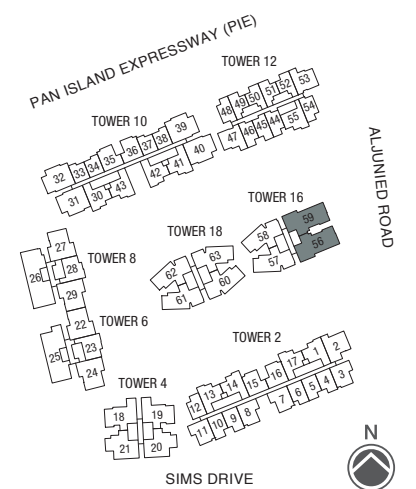 PAN ISLAND EXPRESSWAY (PIE)
TOWER 12
48 49 50 51 52 53
47 46 45 44 55 54
TOWER 10
32 33 34 35 36 37 38 39
31 30 43 42 41 40
ALJUNIED ROAD
TOWER 16
58 59
57 56
TOWER 18
62 63
61 60
TOWER 8
27
26 28
29
TOWER 6
22
25 23
24
TOWER 2
12 13 14 15 16 17 1 2
11 10 9 8 7 6 5 4 3
TOWER 4
18 19
21 20
SIMS DRIVE
N